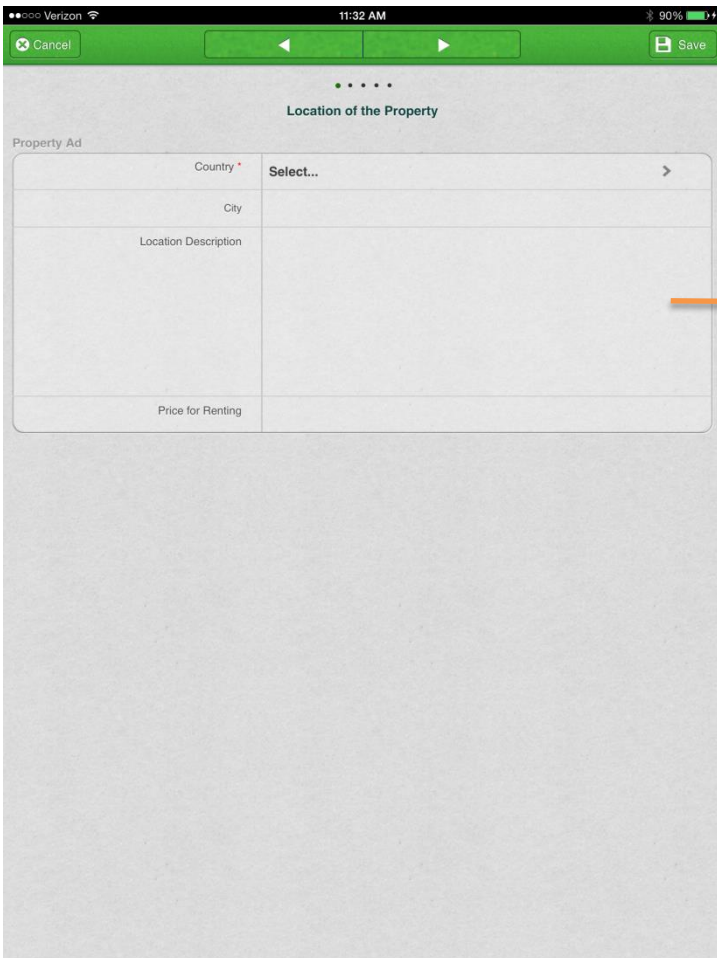 Verizon 11:32 AM 90%
Cancel Save
Location of the Property
Property Ad
Country * Select...
City
Location Description
Price for Renting